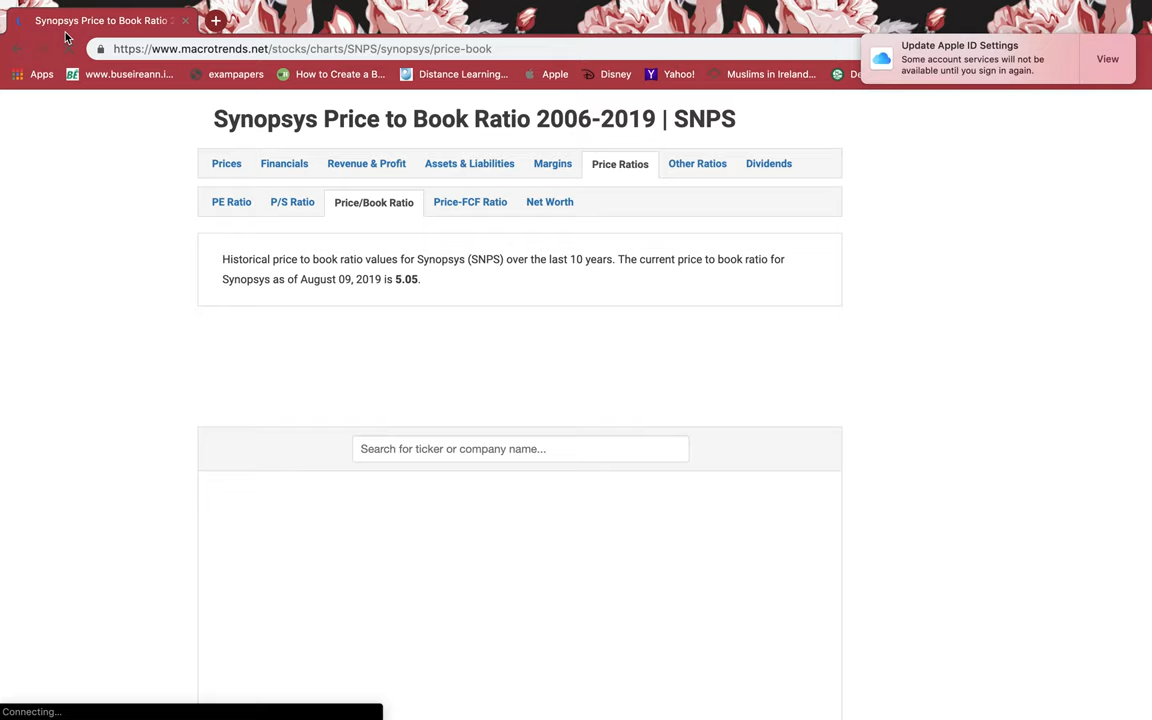 Synopsys Price to Book Ratio 2
Update Apple ID Settings
Some account services will not be
available until you sign in again.
View
https://www.macrotrends.net/stocks/charts/SNPS/synopsys/price-book
Apps
BÉ
www.buseireann.i...
exampapers
How to Create a B...
Distance Learning...
Apple
Disney
Y
Yahoo!
Muslims in Ireland...
De
Synopsys Price to Book Ratio 2006-2019 | SNPS
Prices
Financials
Revenue & Profit
Assets & Liabilities
Margins
Price Ratios
Other Ratios
Dividends
PE Ratio
P/S Ratio
Price/Book Ratio
Price-FCF Ratio
Net Worth
Historical price to book ratio values for Synopsys (SNPS) over the last 10 years. The current price to book ratio for
Synopsys as of August 09, 2019 is 5.05.
Search for ticker or company name...
Connecting...